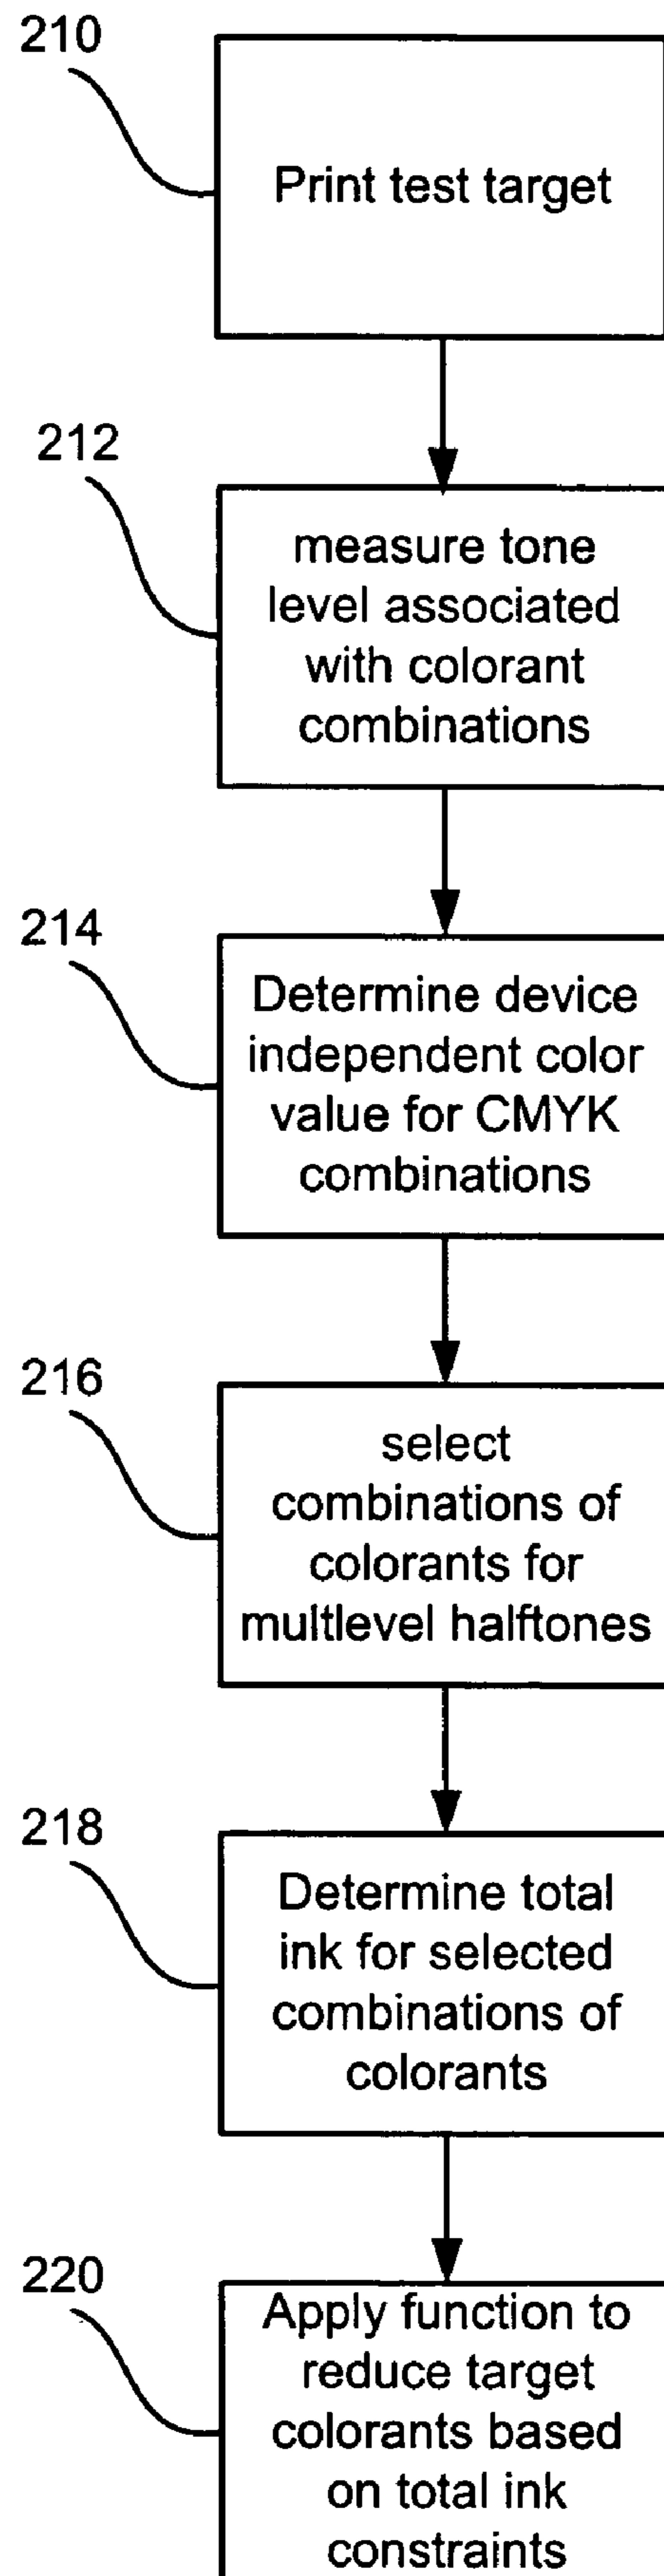 210
Print test target
212
measure tone
level associated
with colorant
combinations
214
Determine device
independent color
value for CMYK
combinations
216
select
combinations of
colorants for
multlevel halftones
218
Determine total
ink for selected
combinations of
colorants
220
Apply function to
reduce target
colorants based
on total ink
constraints